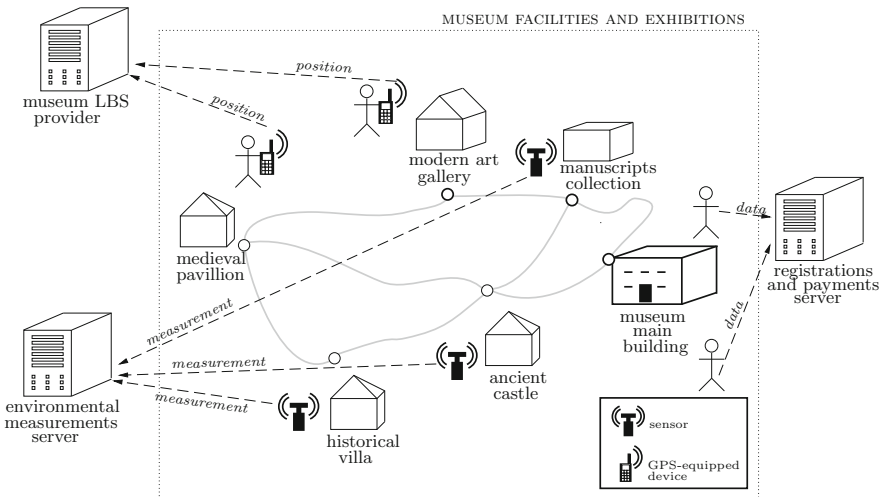 MUSEUM FACILITIES AND EXHIBITIONS
museum LBS
provider
position
position
modern art
gallery
manuscripts
collection
medieval
pavillion
data
registrations
and payments
server
data
museum
main
building
measurement
measurement
measurement
environmental
measurements
server
ancient
castle
historical
villa
sensor
GPS-equipped
device